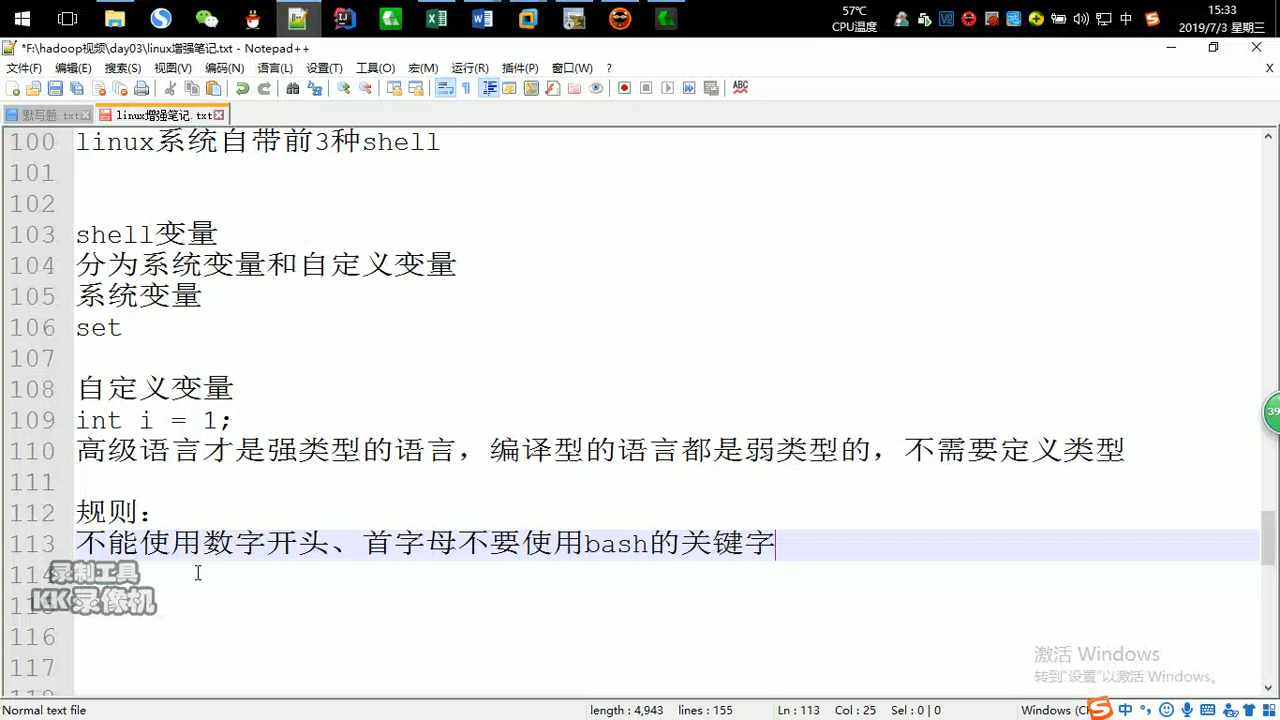 57℃
CPU温度
中
15:33
2019/7/3 星期三
*F:\hadoop视频\day03\linux增强笔记.txt - Notepad++
文件(F) 编辑(E) 搜索(S) 视图(V) 编码(N) 语言(L) 设置(T) 工具(O) 宏(M) 运行(R) 插件(P) 窗口(W) ? X
ABC
默写题.txt linux增强笔记.txt
100 linux系统自带前3种shell
101
102
103 shell变量
104 分为系统变量和自定义变量
105 系统变量
106 set
107
108 自定义变量
109 int i = 1;
110 高级语言才是强类型的语言，编译型的语言都是弱类型的，不需要定义类型
111
112 规则：
113 不能使用数字开头、首字母不要使用bash的关键字
114
录制工具
KK录像机
116
117
39
激活 Windows
转到"设置"以激活 Windows。
Normal text file length : 4,943 lines : 155 Ln : 113 Col : 25 Sel : 0 | 0 Windows (C 中